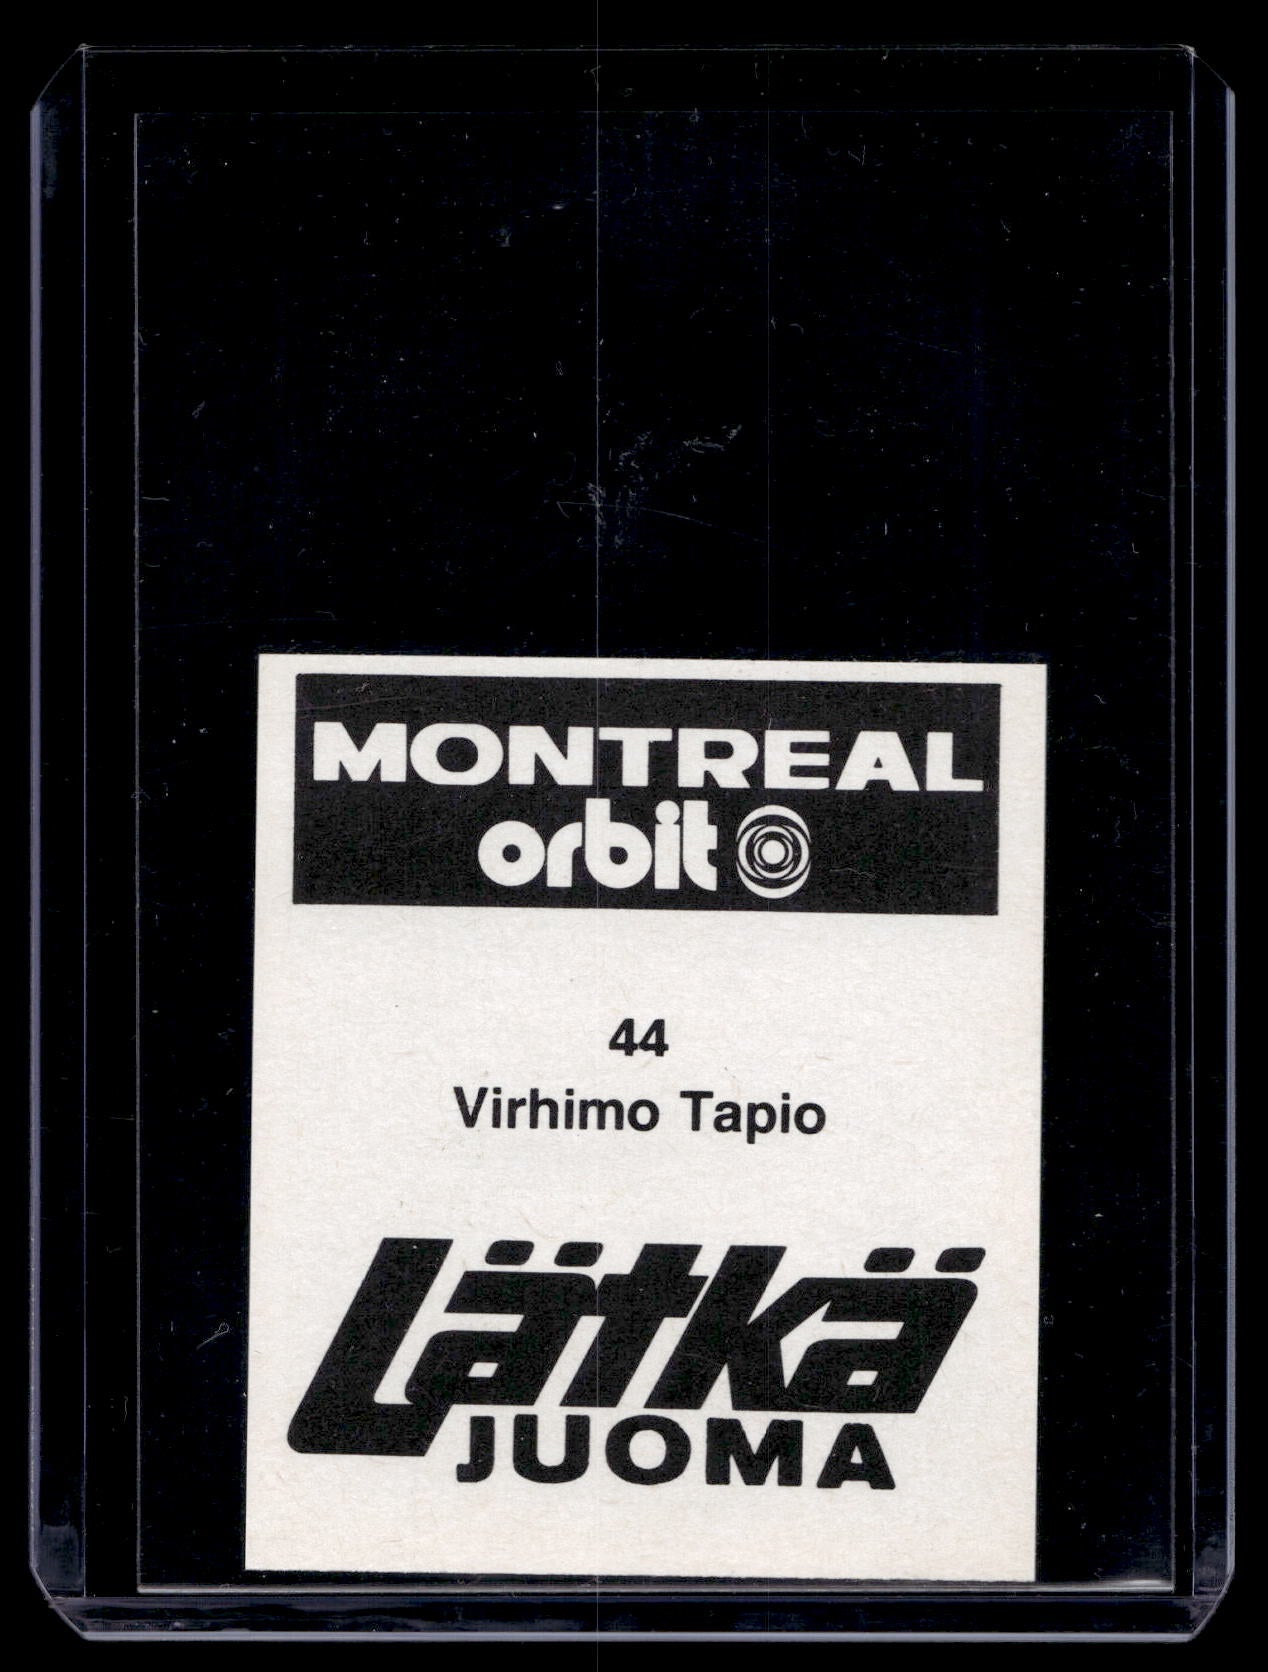 MONTREAL
orbit
44
Virhimo Tapio
Lätkä
JUOMA